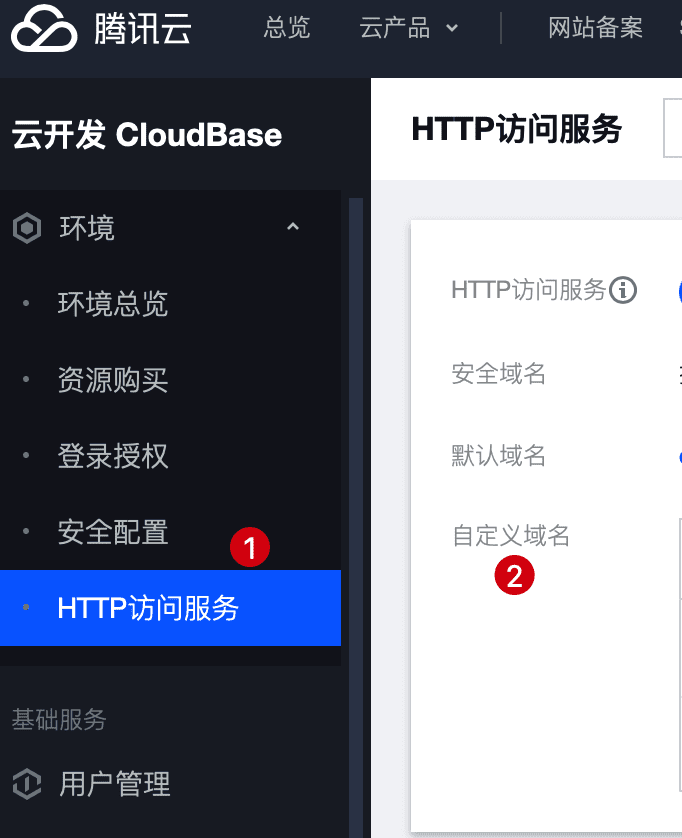 腾讯云 总览 云产品 网站备案
云开发 CloudBase
HTTP访问服务
环境
环境总览
资源购买
登录授权
安全配置
1
HTTP访问服务
基础服务
用户管理
HTTP访问服务
安全域名
默认域名
自定义域名
2